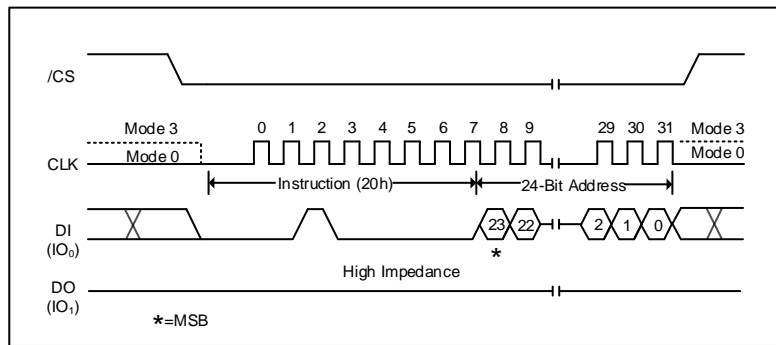 /CS
Mode 3 0 1 2 3 4 5 6 7 8 9 29 30 31 Mode 3
CLK Mode 0 Mode 0
Instruction (20h) 24-Bit Address
DI 23 22 2 1 0
(IO₀) *
High Impedance
DO
(IO₁)
*=MSB